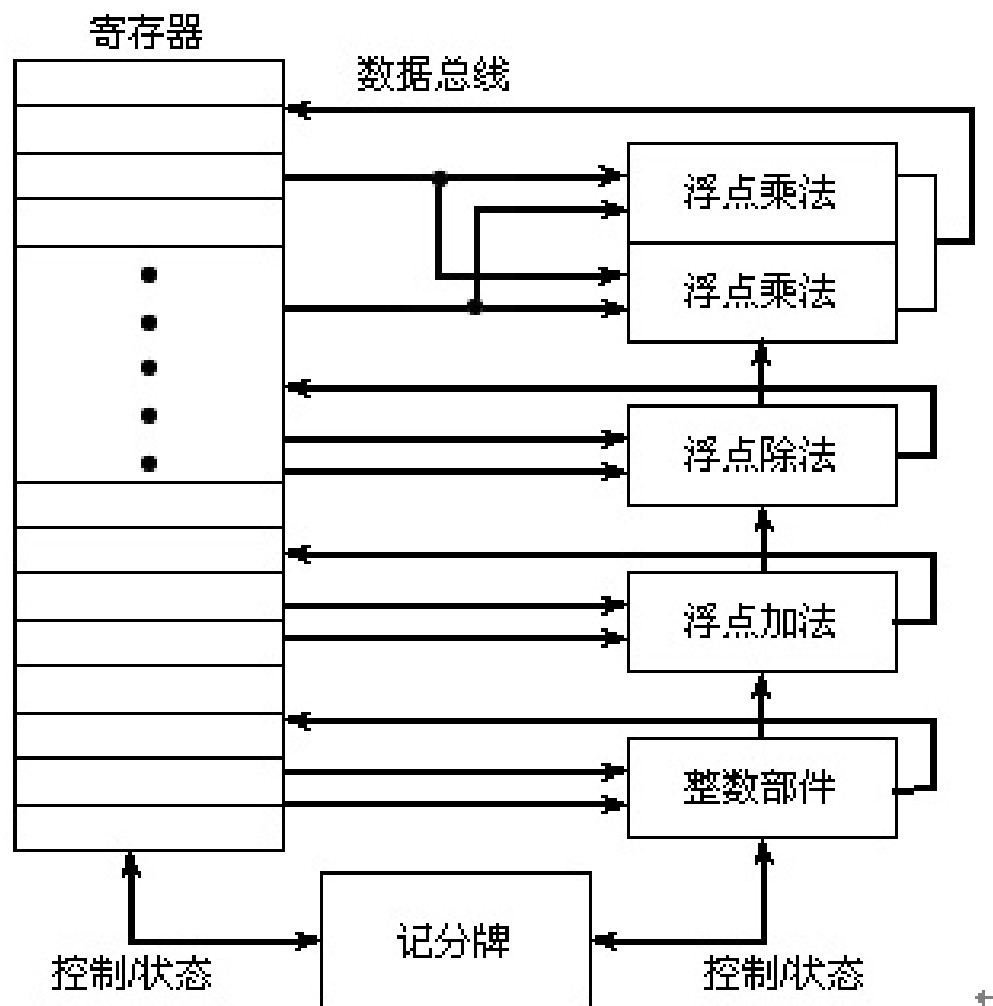 寄存器
数据总线
浮点乘法
浮点乘法
浮点除法
浮点加法
整数部件
记分牌
控制/状态
控制/状态